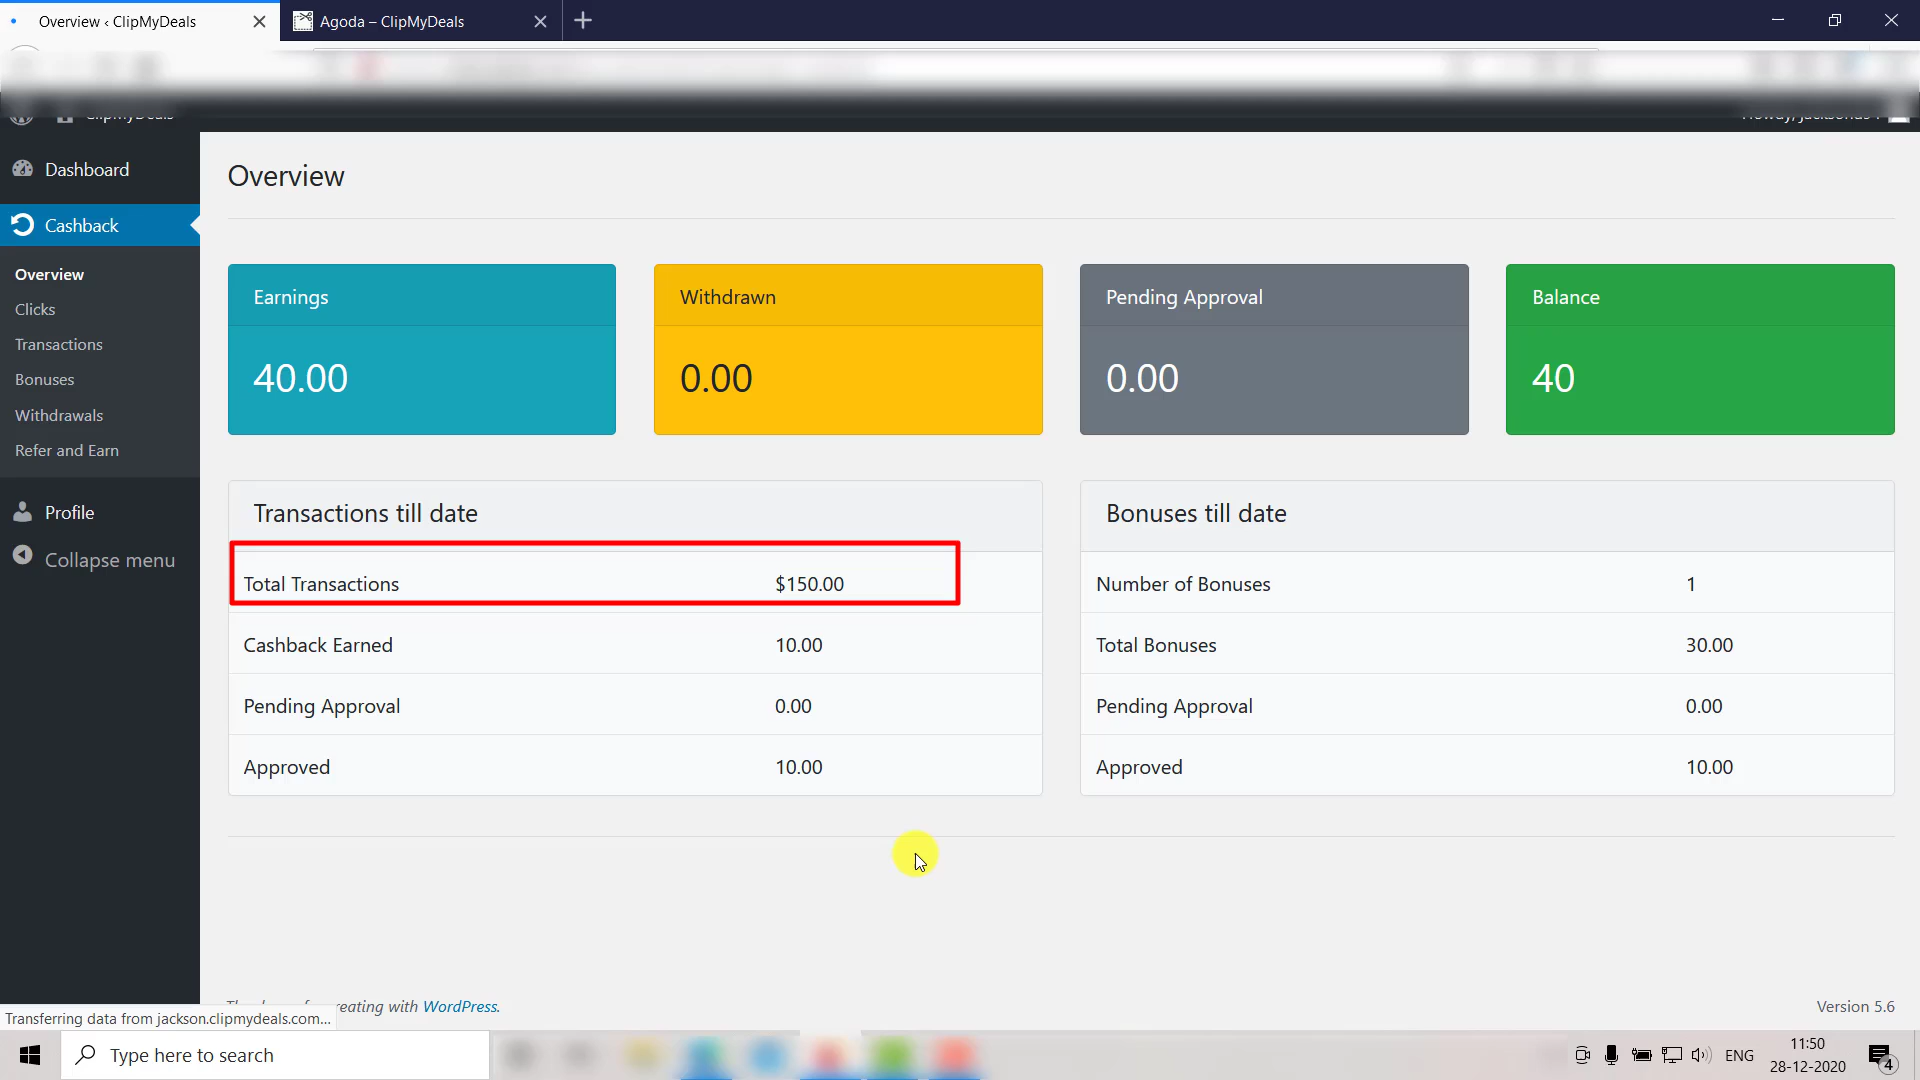 Overview ‹ ClipMyDeals
Agoda – ClipMyDeals
ClipMyDeals
Dashboard
Cashback
Overview
Clicks
Transactions
Bonuses
Withdrawals
Refer and Earn
Profile
Collapse menu
Overview
Earnings
40.00
Withdrawn
0.00
Pending Approval
0.00
Balance
40
Transactions till date
Total Transactions $150.00
Cashback Earned 10.00
Pending Approval 0.00
Approved 10.00
Bonuses till date
Number of Bonuses 1
Total Bonuses 30.00
Pending Approval 0.00
Approved 10.00
creating with WordPress.
Version 5.6
Transferring data from jackson.clipmydeals.com...
Type here to search
ENG
11:50
28-12-2020
4